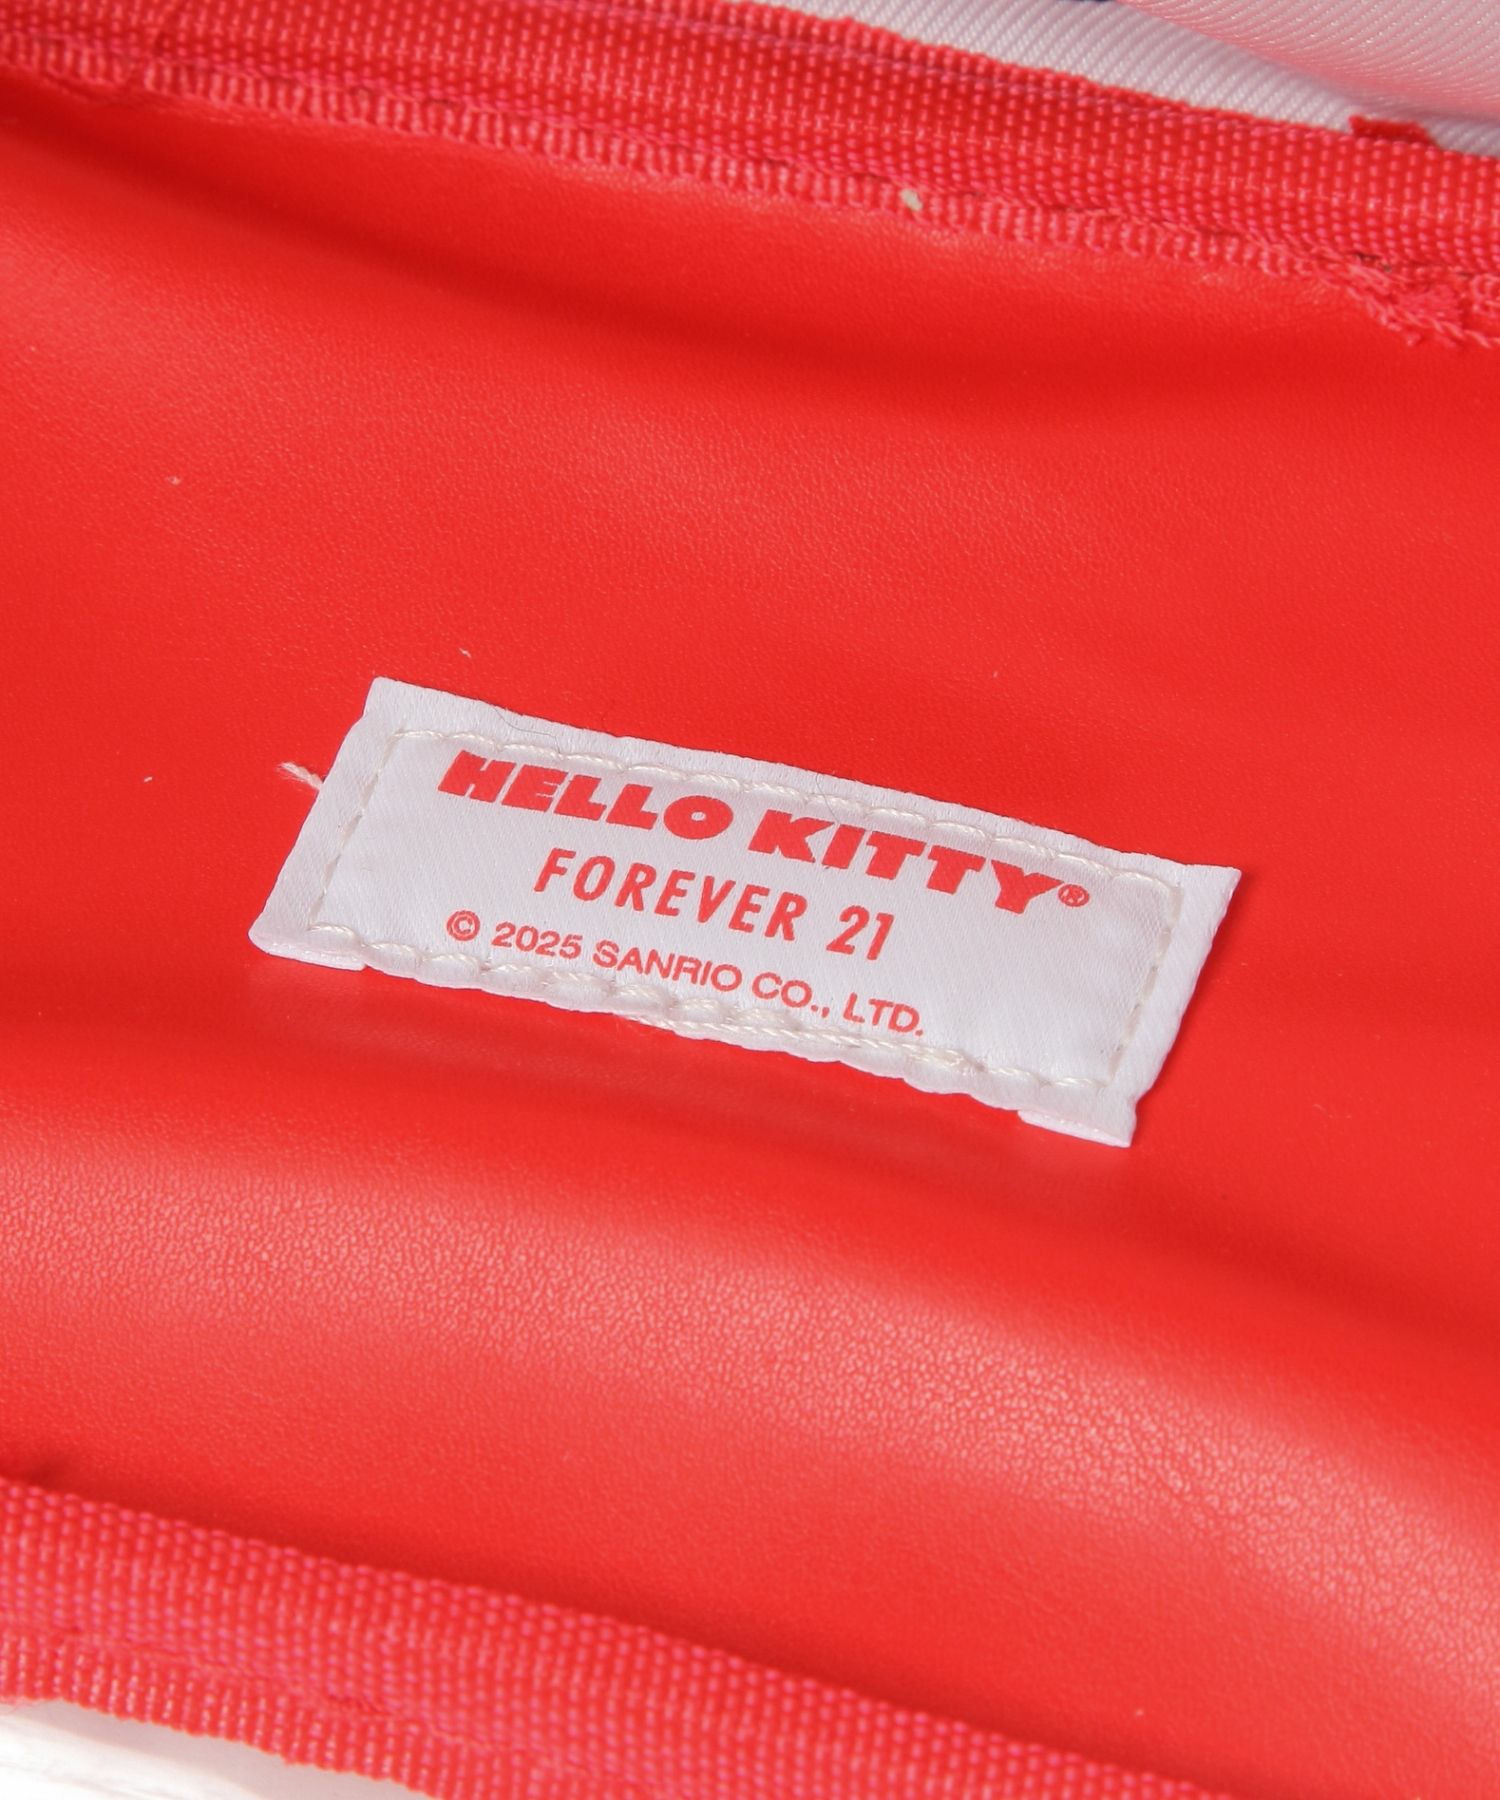 HELLO KITTY®
FOREVER 21
© 2025 SANRIO CO., LTD.